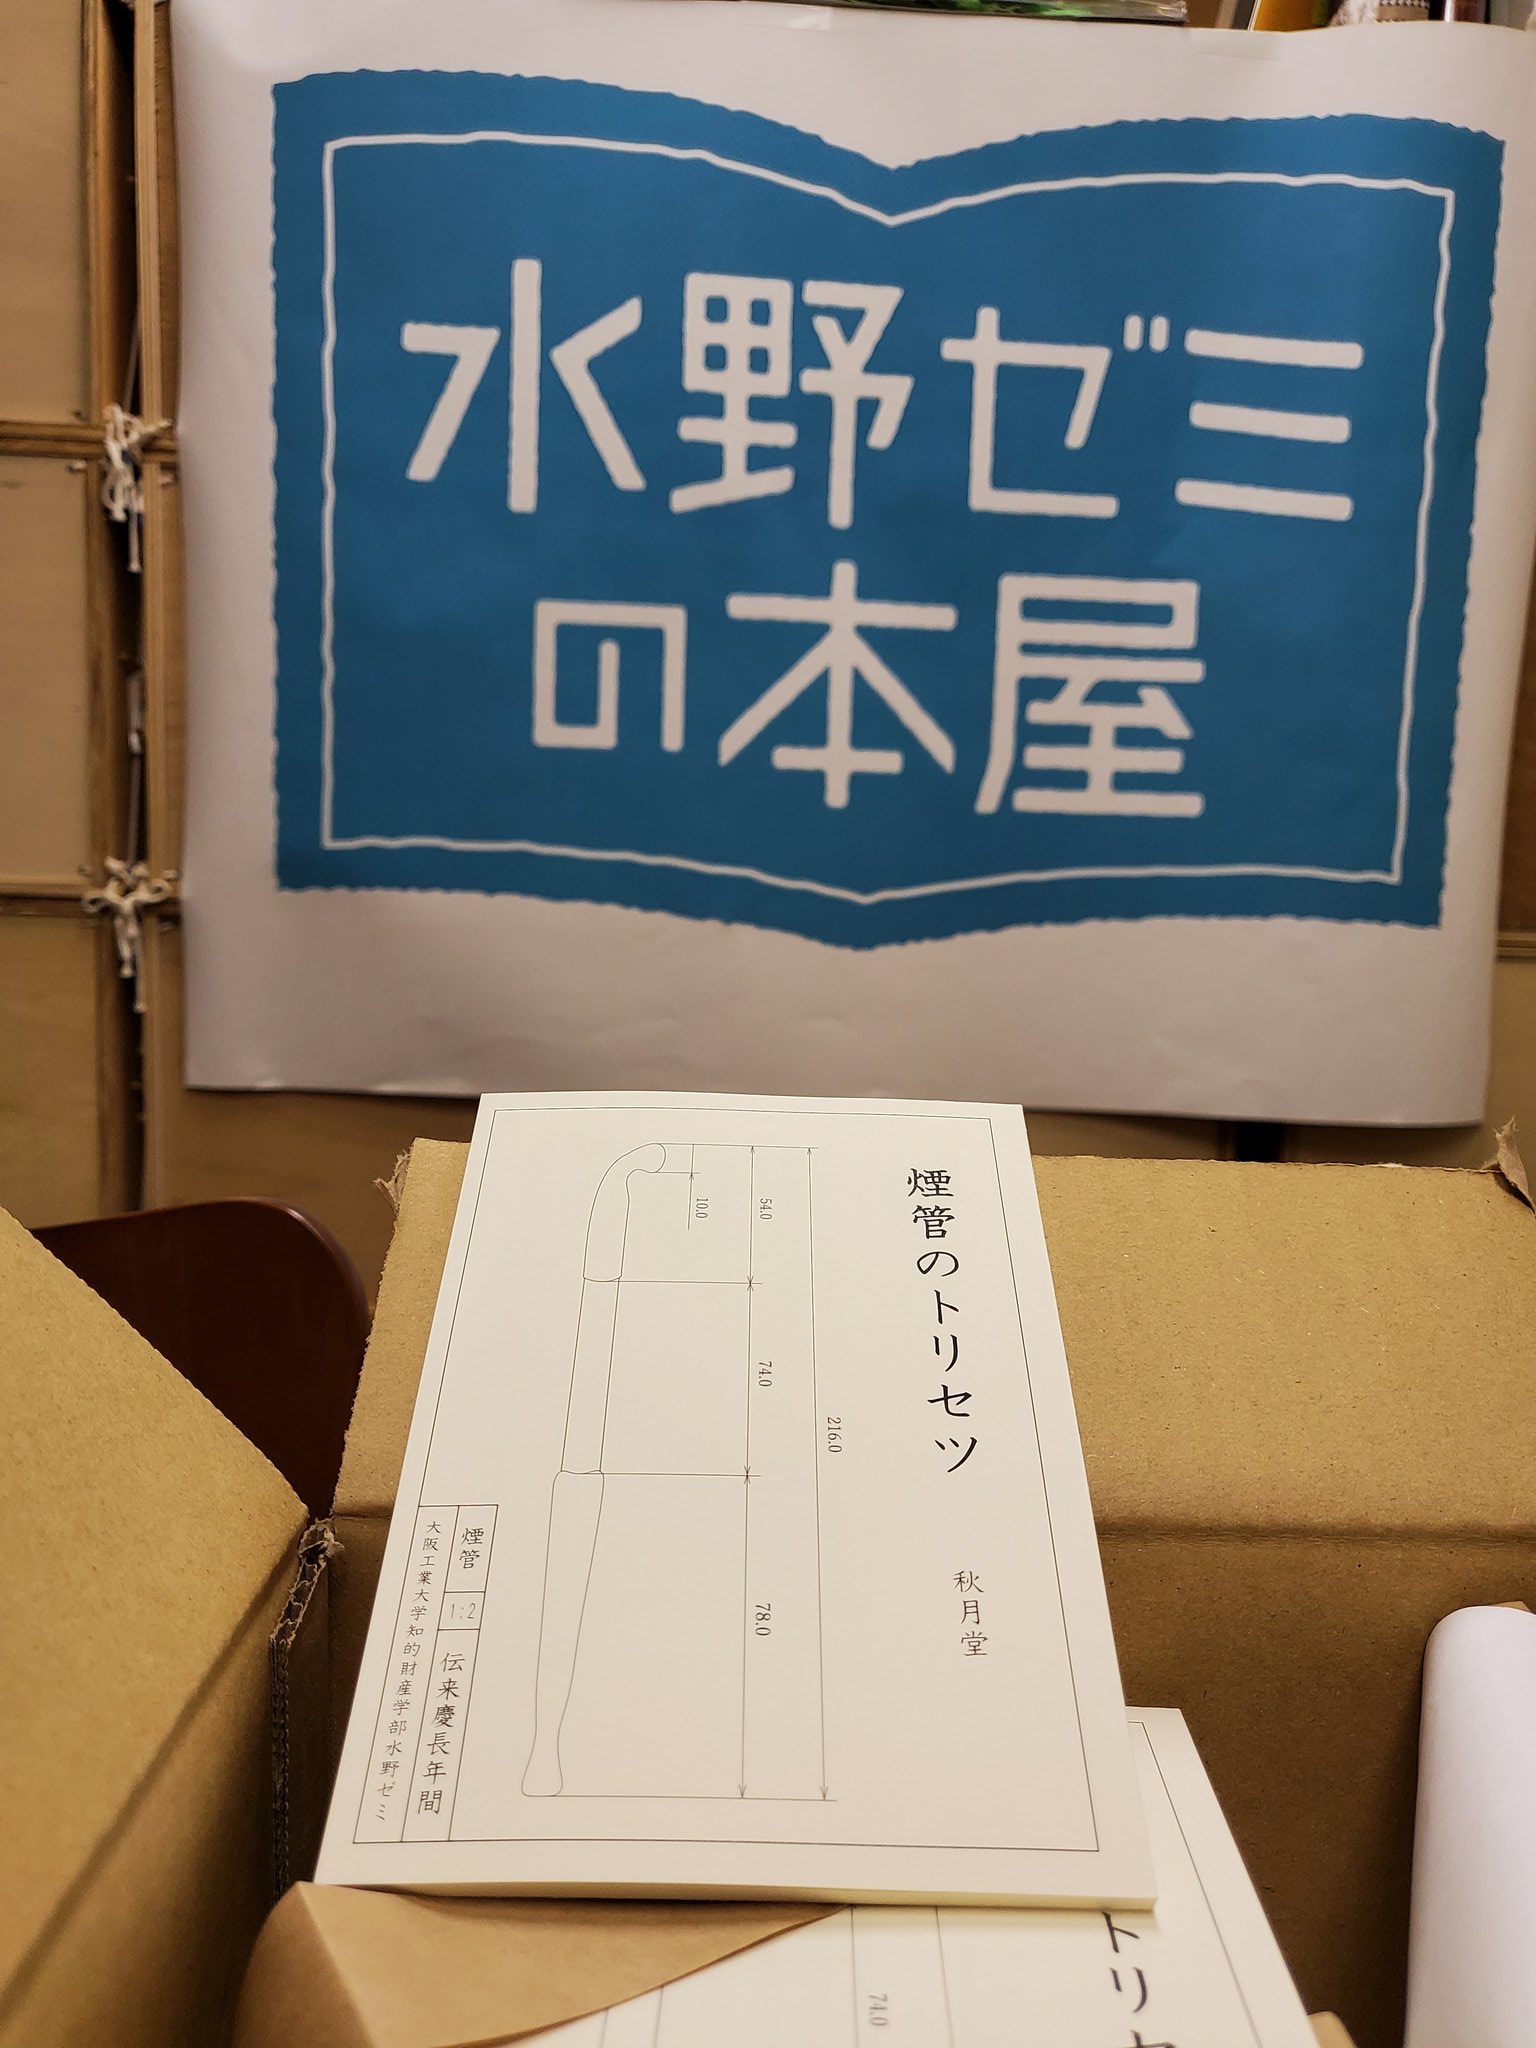 水野ゼミ
の本屋
煙管のトリセツ
秋月堂
10.0
54.0
74.0
78.0
216.0
煙管
1:2
伝来慶長年間
大阪工業大学知的財産学部水野ゼミ
トリセ
74.0